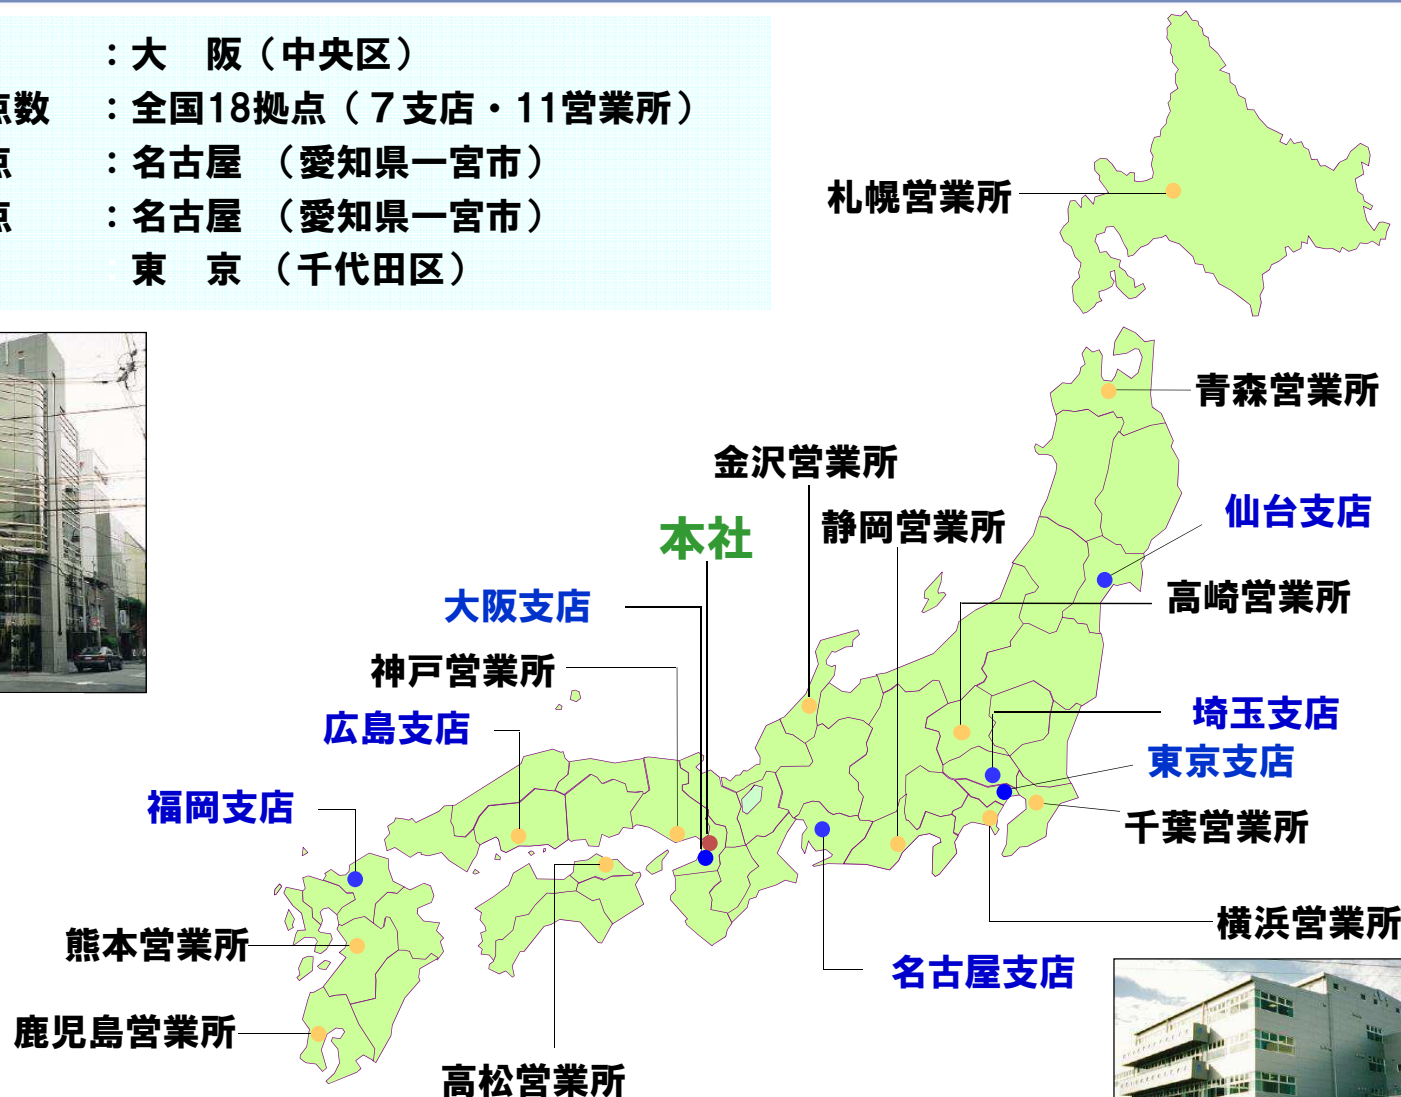 ：大　阪（中央区）
点数　：全国18拠点（７支店・11営業所）
点　：名古屋　（愛知県一宮市）
点　：名古屋　（愛知県一宮市）
東　京　（千代田区）
札幌営業所
青森営業所
金沢営業所
仙台支店
静岡営業所
本社
高崎営業所
大阪支店
神戸営業所
埼玉支店
広島支店
東京支店
福岡支店
千葉営業所
横浜営業所
熊本営業所
名古屋支店
鹿児島営業所
高松営業所